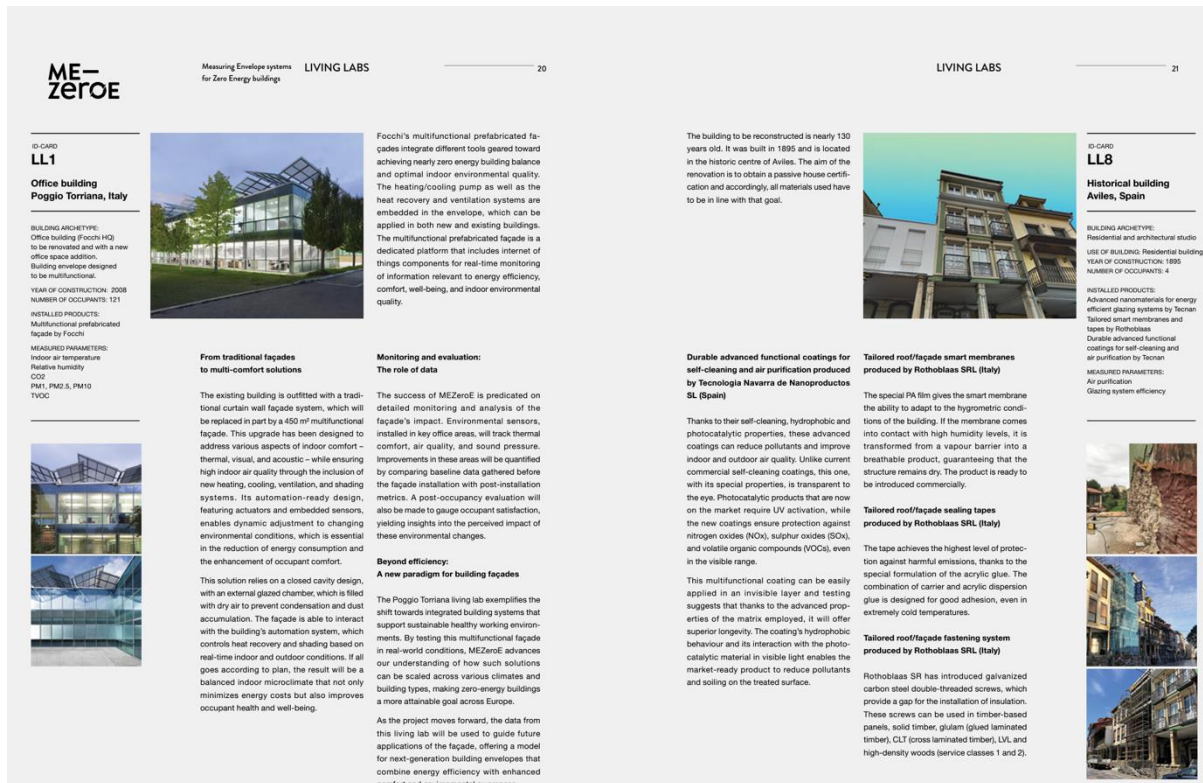 ME–
zeroE
Measuring Envelope systems
for Zero Energy buildings
LIVING LABS
20
ID-CARD
LL1
Office building
Poggio Torriana, Italy
BUILDING ARCHETYPE:
Office building (Focchi HQ)
to be renovated and with a new
office space addition.
Building envelope designed
to be multifunctional.
YEAR OF CONSTRUCTION: 2008
NUMBER OF OCCUPANTS: 121
INSTALLED PRODUCTS:
Multifunctional prefabricated
façade by Focchi
MEASURED PARAMETERS:
Indoor air temperature
Relative humidity
CO2
PM1, PM2.5, PM10
TVOC
Focchi's multifunctional prefabricated fa-
çades integrate different tools geared toward
achieving nearly zero energy building balance
and optimal indoor environmental quality.
The heating/cooling pump as well as the
heat recovery and ventilation systems are
embedded in the envelope, which can be
applied in both new and existing buildings.
The multifunctional prefabricated façade is a
dedicated platform that includes internet of
things components for real-time monitoring
of information relevant to energy efficiency,
comfort, well-being, and indoor environmental
quality.
From traditional façades
to multi-comfort solutions
The existing building is outfitted with a tradi-
tional curtain wall façade system, which will
be replaced in part by a 450 m² multifunctional
façade. This upgrade has been designed to
address various aspects of indoor comfort –
thermal, visual, and acoustic – while ensuring
high indoor air quality through the inclusion of
new heating, cooling, ventilation, and shading
systems. Its automation-ready design,
featuring actuators and embedded sensors,
enables dynamic adjustment to changing
environmental conditions, which is essential
in the reduction of energy consumption and
the enhancement of occupant comfort.
This solution relies on a closed cavity design,
with an external glazed chamber, which is filled
with dry air to prevent condensation and dust
accumulation. The façade is able to interact
with the building's automation system, which
controls heat recovery and shading based on
real-time indoor and outdoor conditions. If all
goes according to plan, the result will be a
balanced indoor microclimate that not only
minimizes energy costs but also improves
occupant health and well-being.
Monitoring and evaluation:
The role of data
The success of MEZeroE is predicated on
detailed monitoring and analysis of the
façade's impact. Environmental sensors,
installed in key office areas, will track thermal
comfort, air quality, and sound pressure.
Improvements in these areas will be quantified
by comparing baseline data gathered before
the façade installation with post-installation
metrics. A post-occupancy evaluation will
also be made to gauge occupant satisfaction,
yielding insights into the perceived impact of
these environmental changes.
Beyond efficiency:
A new paradigm for building façades
The Poggio Torriana living lab exemplifies the
shift towards integrated building systems that
support sustainable healthy working environ-
ments. By testing this multifunctional façade
in real-world conditions, MEZeroE advances
our understanding of how such solutions
can be scaled across various climates and
building types, making zero-energy buildings
a more attainable goal across Europe.
As the project moves forward, the data from
this living lab will be used to guide future
applications of the façade, offering a model
for next-generation building envelopes that
combine energy efficiency with enhanced
LIVING LABS
21
The building to be reconstructed is nearly 130
years old. It was built in 1895 and is located
in the historic centre of Aviles. The aim of the
renovation is to obtain a passive house certifi-
cation and accordingly, all materials used have
to be in line with that goal.
Durable advanced functional coatings for
self-cleaning and air purification produced
by Tecnologia Navarra de Nanoproductos
SL (Spain)
Thanks to their self-cleaning, hydrophobic and
photocatalytic properties, these advanced
coatings can reduce pollutants and improve
indoor and outdoor air quality. Unlike current
commercial self-cleaning coatings, this one,
with its special properties, is transparent to
the eye. Photocatalytic products that are now
on the market require UV activation, while
the new coatings ensure protection against
nitrogen oxides (NOx), sulphur oxides (SOx),
and volatile organic compounds (VOCs), even
in the visible range.
This multifunctional coating can be easily
applied in an invisible layer and testing
suggests that thanks to the advanced prop-
erties of the matrix employed, it will offer
superior longevity. The coating's hydrophobic
behaviour and its interaction with the photo-
catalytic material in visible light enables the
market-ready product to reduce pollutants
and soiling on the treated surface.
Tailored roof/façade smart membranes
produced by Rothoblaas SRL (Italy)
The special PA film gives the smart membrane
the ability to adapt to the hygrometric condi-
tions of the building. If the membrane comes
into contact with high humidity levels, it is
transformed from a vapour barrier into a
breathable product, guaranteeing that the
structure remains dry. The product is ready to
be introduced commercially.
Tailored roof/façade sealing tapes
produced by Rothoblaas SRL (Italy)
The tape achieves the highest level of protec-
tion against harmful emissions, thanks to the
special formulation of the acrylic glue. The
combination of carrier and acrylic dispersion
glue is designed for good adhesion, even in
extremely cold temperatures.
Tailored roof/façade fastening system
produced by Rothoblaas SRL (Italy)
Rothoblaas SR has introduced galvanized
carbon steel double-threaded screws, which
provide a gap for the installation of insulation.
These screws can be used in timber-based
panels, solid timber, glulam (glued laminated
timber), CLT (cross laminated timber), LVL and
high-density woods (service classes 1 and 2).
ID-CARD
LL8
Historical building
Aviles, Spain
BUILDING ARCHETYPE:
Residential and architectural studio
USE OF BUILDING: Residential building
YEAR OF CONSTRUCTION: 1895
NUMBER OF OCCUPANTS: 4
INSTALLED PRODUCTS:
Advanced nanomaterials for energy
efficient glazing systems by Tecnan
Tailored smart membranes and
tapes by Rothoblaas
Durable advanced functional
coatings for self-cleaning and
air purification by Tecnan
MEASURED PARAMETERS:
Air purification
Glazing system efficiency